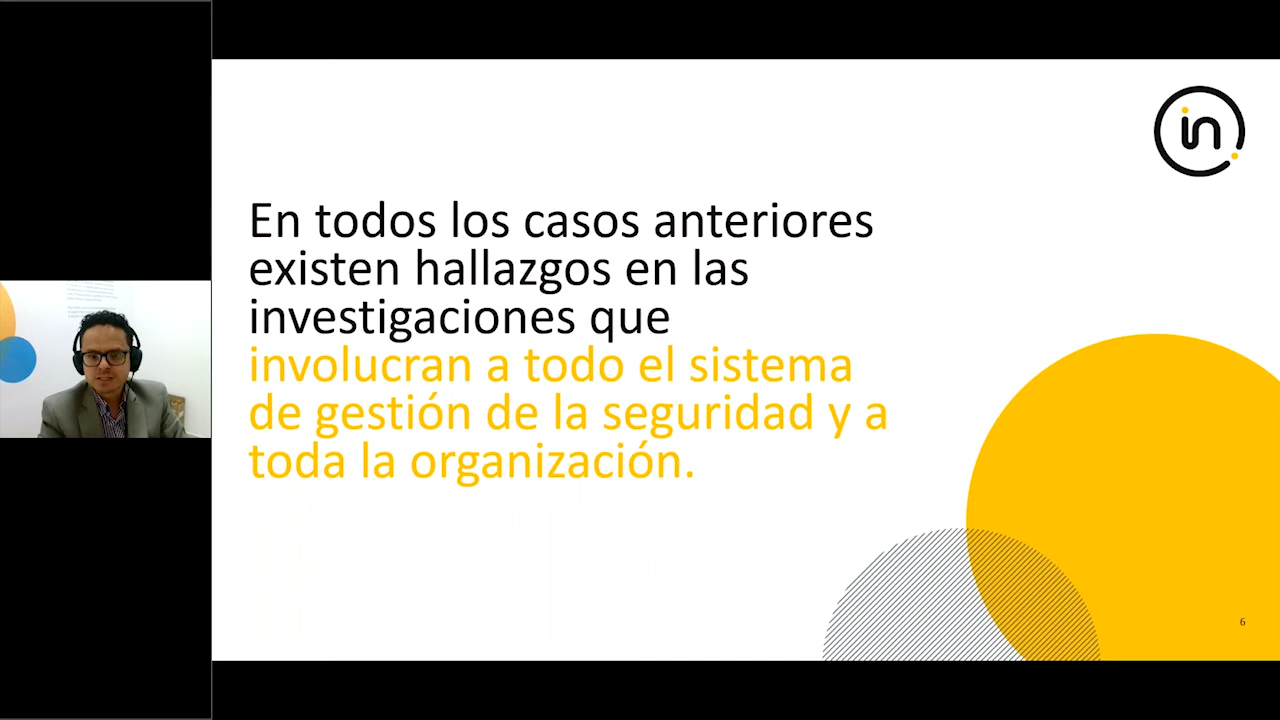 in
En todos los casos anteriores
existen hallazgos en las
investigaciones que
involucran a todo el sistema
de gestión de la seguridad y a
toda la organización.
6